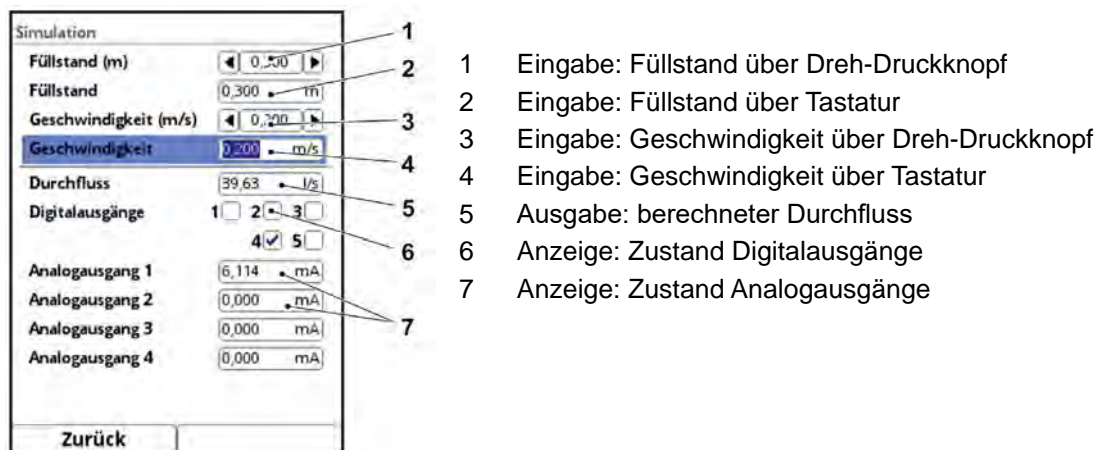 Simulation
Füllstand (m) 0,300
Füllstand 0,300 m
Geschwindigkeit (m/s) 0,200
Geschwindigkeit 0,200 m/s
Durchfluss 39,63 l/s
Digitalausgänge 1 2 3
4 5
Analogausgang 1 6,114 mA
Analogausgang 2 0,000 mA
Analogausgang 3 0,000 mA
Analogausgang 4 0,000 mA
Zurück
1
2
3
4
5
6
7
1 Eingabe: Füllstand über Dreh-Druckknopf
2 Eingabe: Füllstand über Tastatur
3 Eingabe: Geschwindigkeit über Dreh-Druckknopf
4 Eingabe: Geschwindigkeit über Tastatur
5 Ausgabe: berechneter Durchfluss
6 Anzeige: Zustand Digitalausgänge
7 Anzeige: Zustand Analogausgänge